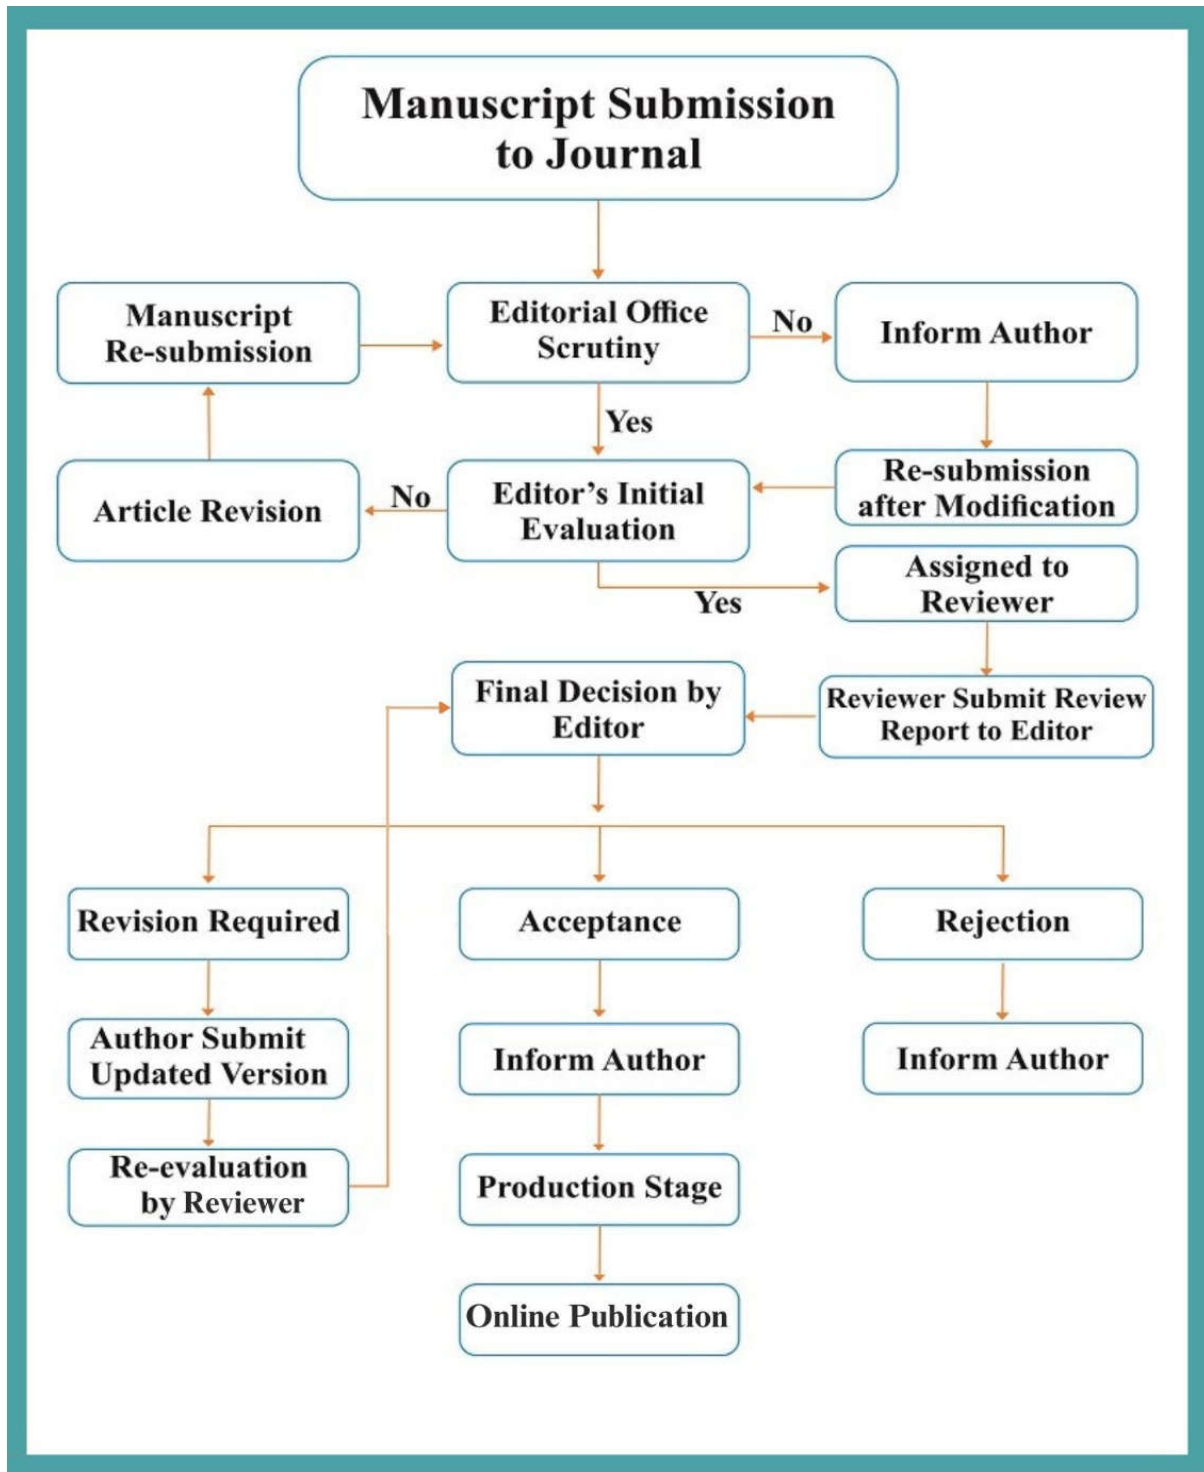 Manuscript Submission
to Journal
Manuscript
Re-submission
Editorial Office
Scrutiny
No
Inform Author
Yes
Article Revision
No
Editor’s Initial
Evaluation
Re-submission
after Modification
Yes
Assigned to
Reviewer
Final Decision by
Editor
Reviewer Submit Review
Report to Editor
Revision Required
Acceptance
Rejection
Author Submit
Updated Version
Inform Author
Inform Author
Re-evaluation
by Reviewer
Production Stage
Online Publication